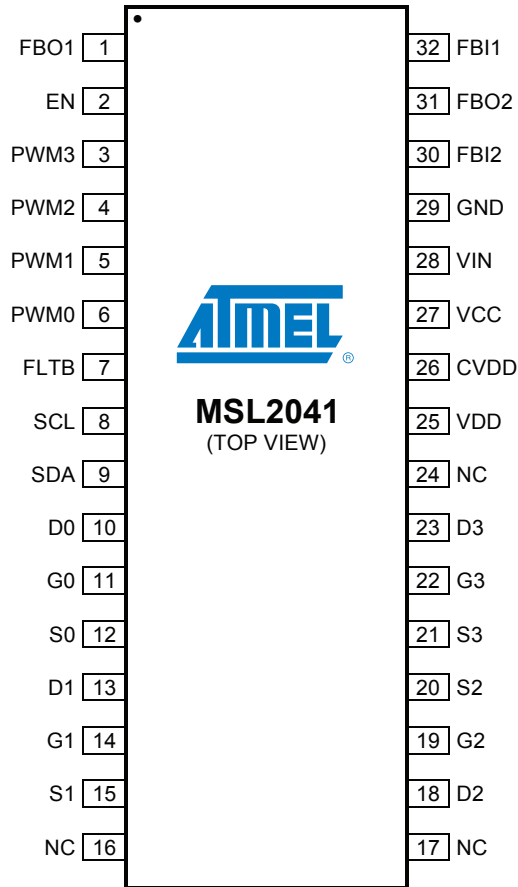 FBO1 1 32 FBI1
EN 2 31 FBO2
PWM3 3 30 FBI2
PWM2 4 29 GND
PWM1 5 28 VIN
PWM0 6 27 VCC
ATMEL ®
FLTB 7 26 CVDD
MSL2041
SCL 8 25 VDD
(TOP VIEW)
SDA 9 24 NC
D0 10 23 D3
G0 11 22 G3
S0 12 21 S3
D1 13 20 S2
G1 14 19 G2
S1 15 18 D2
NC 16 17 NC